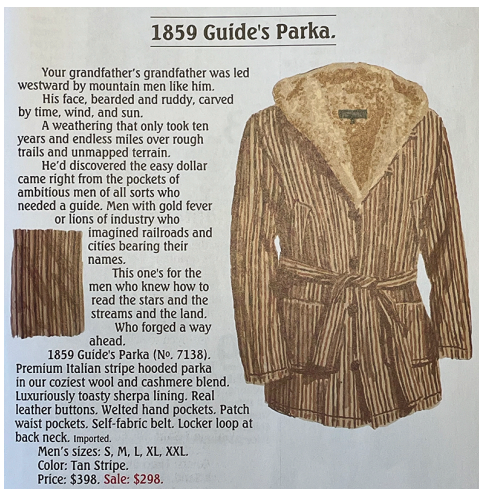 1859 Guide's Parka.
Your grandfather's grandfather was led
westward by mountain men like him.
His face, bearded and ruddy, carved
by time, wind, and sun.
A weathering that only took ten
years and endless miles over rough
trails and unmapped terrain.
He'd discovered the easy dollar
came right from the pockets of
ambitious men of all sorts who
needed a guide. Men with gold fever
or lions of industry who
imagined railroads and
cities bearing their
names.
This one's for the
men who knew how to
read the stars and the
streams and the land.
Who forged a way
ahead.
1859 Guide's Parka (No. 7138).
Premium Italian stripe hooded parka
in our coziest wool and cashmere blend.
Luxuriously toasty sherpa lining. Real
leather buttons. Welted hand pockets. Patch
waist pockets. Self-fabric belt. Locker loop at
back neck. Imported.
Men's sizes: S, M, L, XL, XXL.
Color: Tan Stripe.
Price: $398. Sale: $298.